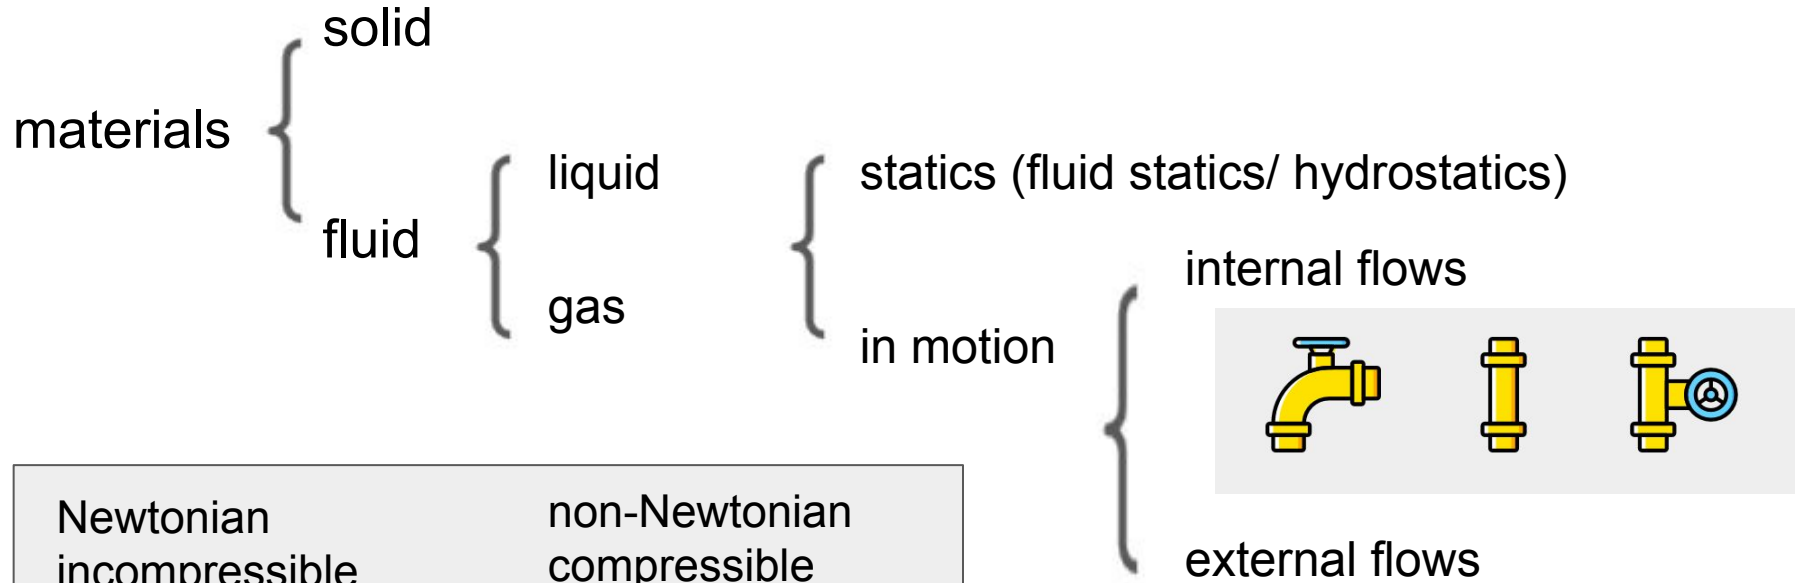 solid
materials
fluid
liquid
gas
statics (fluid statics/ hydrostatics)
in motion
internal flows
external flows
Newtonian
incompressible
non-Newtonian
compressible